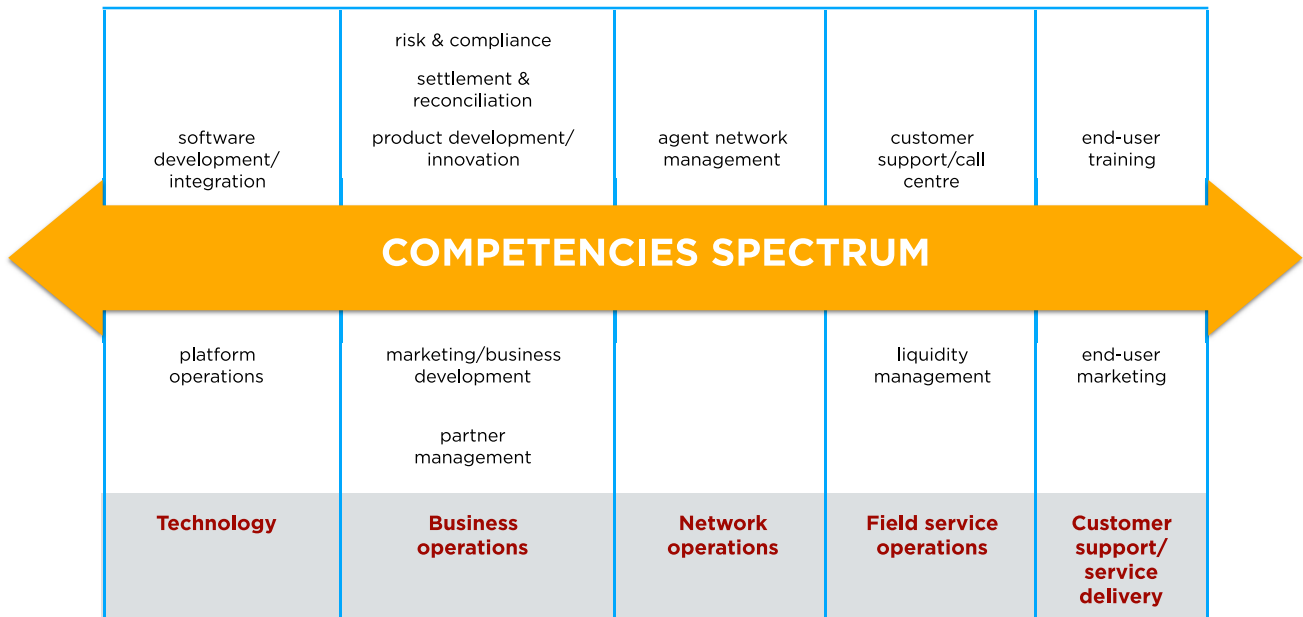 risk & compliance
settlement &
reconciliation
software
development/
integration
product development/
innovation
agent network
management
customer
support/call
centre
end-user
training
COMPETENCIES SPECTRUM
platform
operations
marketing/business
development
liquidity
management
end-user
marketing
partner
management
Technology
Business
operations
Network
operations
Field service
operations
Customer
support/
service
delivery